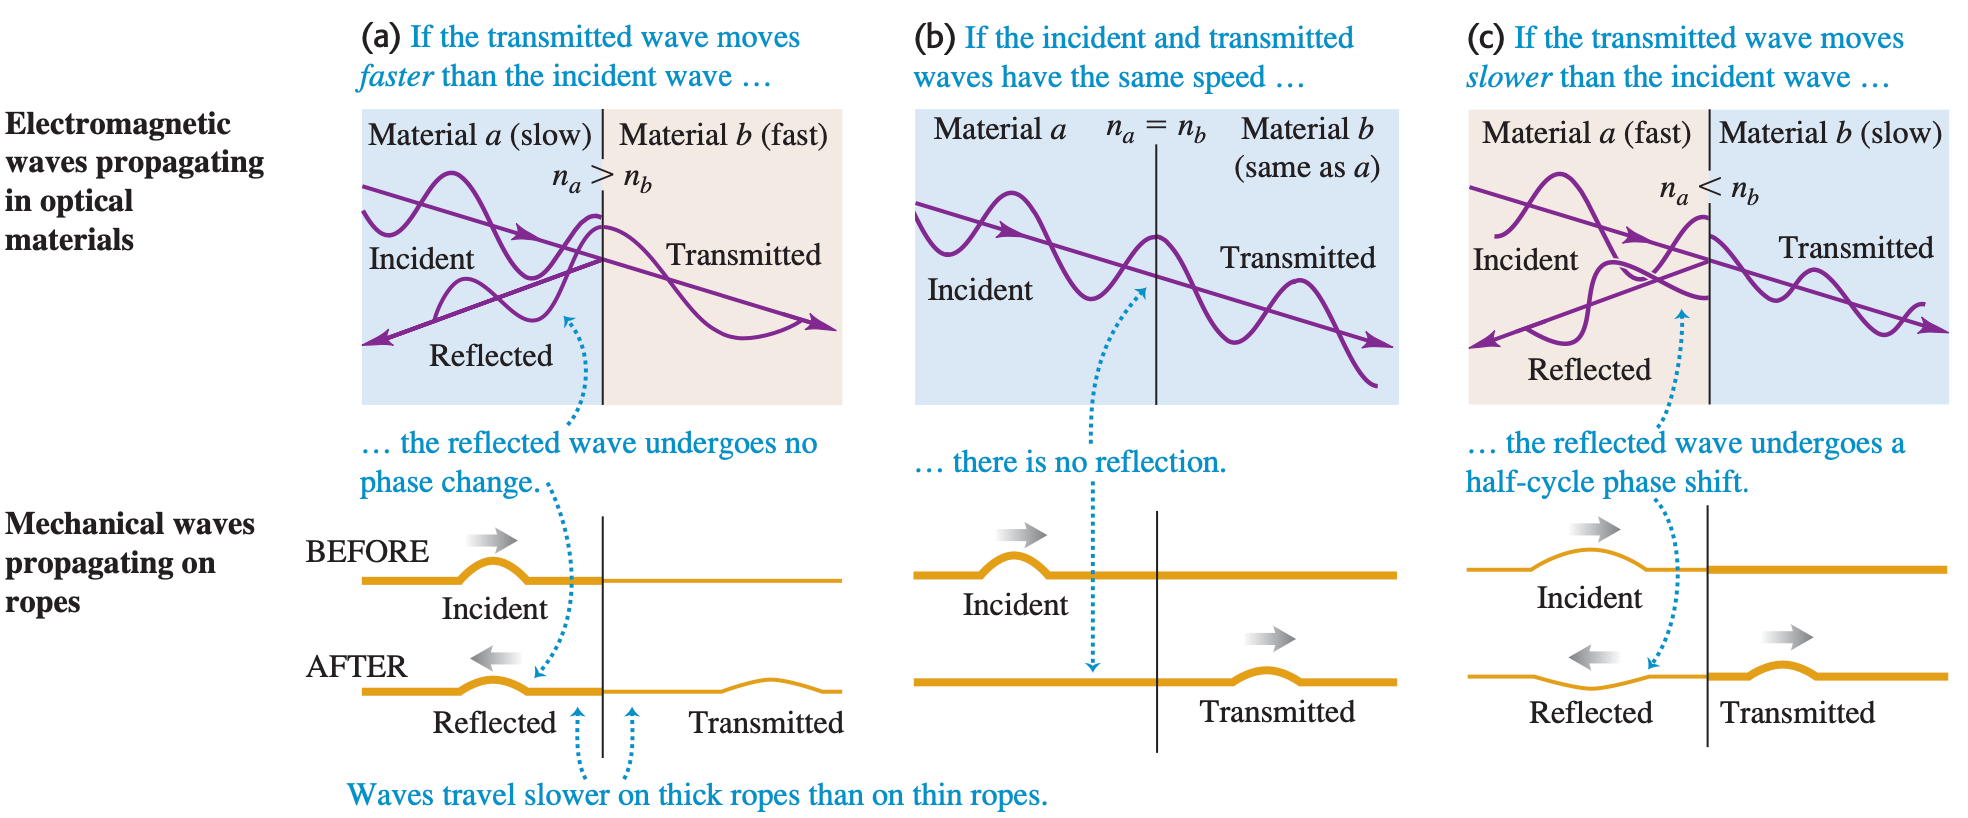 (a) If the transmitted wave moves
faster than the incident wave …
(b) If the incident and transmitted
waves have the same speed …
(c) If the transmitted wave moves
slower than the incident wave …
Electromagnetic
waves propagating
in optical
materials
Material a (slow)
Material b (fast)
na > nb
Incident
Transmitted
Reflected
Material a
na = nb
Material b
(same as a)
Incident
Transmitted
Material a (fast)
Material b (slow)
na < nb
Incident
Transmitted
Reflected
… the reflected wave undergoes no
phase change.
… there is no reflection.
… the reflected wave undergoes a
half-cycle phase shift.
Mechanical waves
propagating on
ropes
BEFORE
Incident
AFTER
Reflected
Transmitted
Incident
Transmitted
Incident
Reflected
Transmitted
Waves travel slower on thick ropes than on thin ropes.